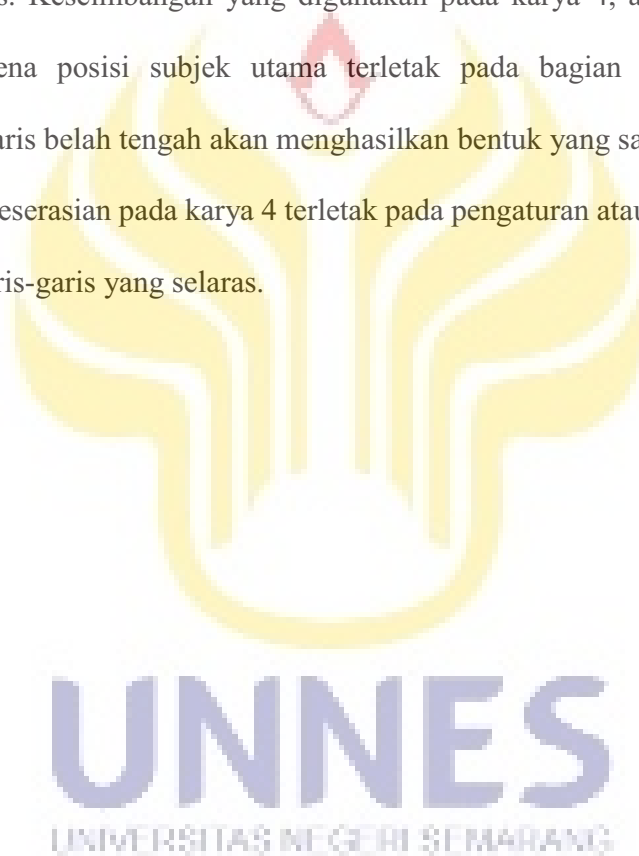 Keseimbangan yang digunakan pada karya 4,
ena posisi subjek utama terletak pada bagian
aris belah tengah akan menghasilkan bentuk yang sa
eserasian pada karya 4 terletak pada pengaturan atau
ris-garis yang selaras.
UNNES
UNIVERSITAS NEGERI SEMARANG